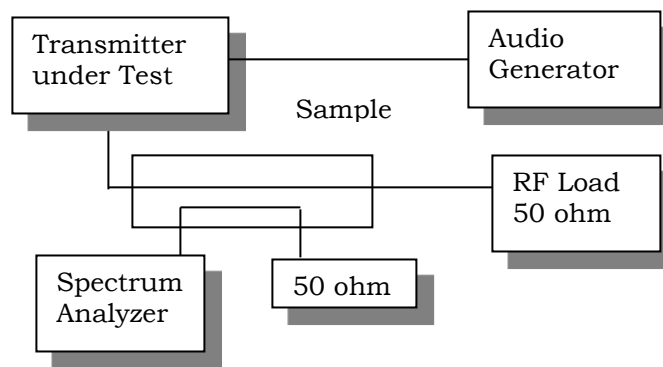 Transmitter
under Test
Audio
Generator
Sample
RF Load
50 ohm
Spectrum
Analyzer
50 ohm